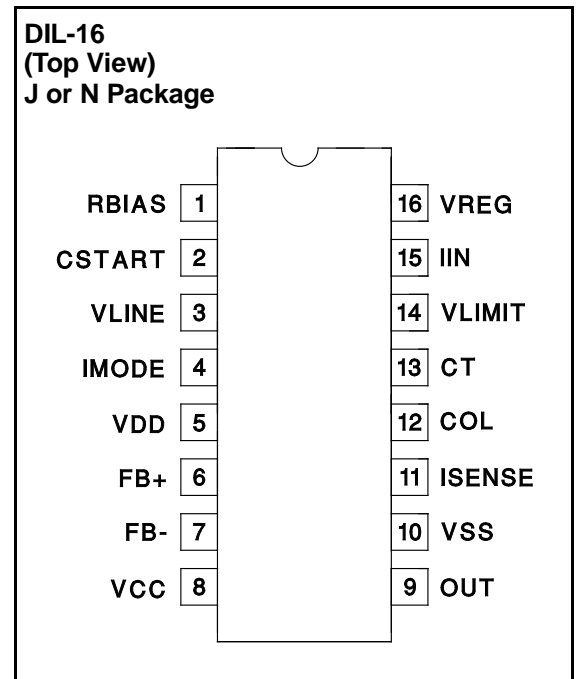 DIL-16
(Top View)
J or N Package
RBIAS 1 16 VREG
CSTART 2 15 IIN
VLINE 3 14 VLIMIT
IMODE 4 13 CT
VDD 5 12 COL
FB+ 6 11 ISENSE
FB- 7 10 VSS
VCC 8 9 OUT